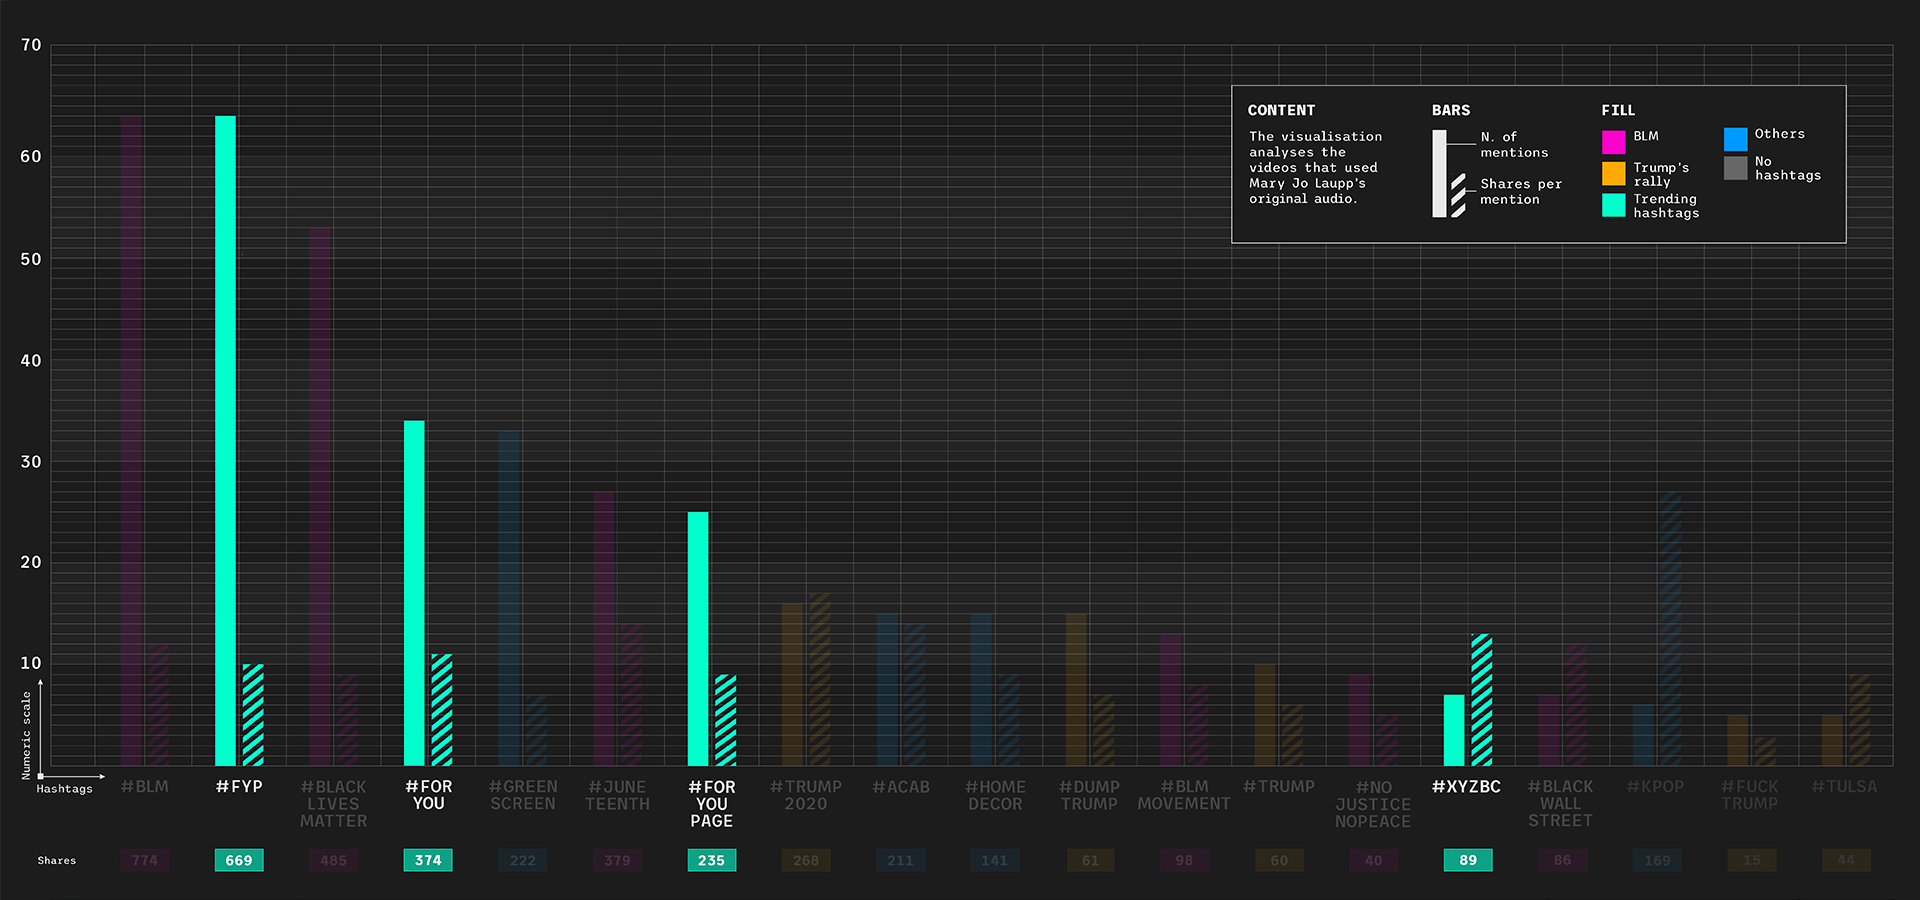 70
60
50
40
30
20
10
Numeric scale
Hashtags
CONTENT
The visualisation
analyses the
videos that used
Mary Jo Laupp's
original audio.
BARS
N. of
mentions
Shares per
mention
FILL
BLM
Trump's
rally
Trending
hashtags
Others
No
hashtags
#BLM
#FYP
#BLACK
LIVES
MATTER
#FOR
YOU
#GREEN
SCREEN
#JUNE
TEENTH
#FOR
YOU
PAGE
#TRUMP
2020
#ACAB
#HOME
DECOR
#DUMP
TRUMP
#BLM
MOVEMENT
#TRUMP
#NO
JUSTICE
NOPEACE
#XYZBC
#BLACK
WALL
STREET
#KPOP
#FUCK
TRUMP
#TULSA
Shares
774
669
485
374
222
379
235
268
211
141
61
98
60
40
89
86
169
15
44